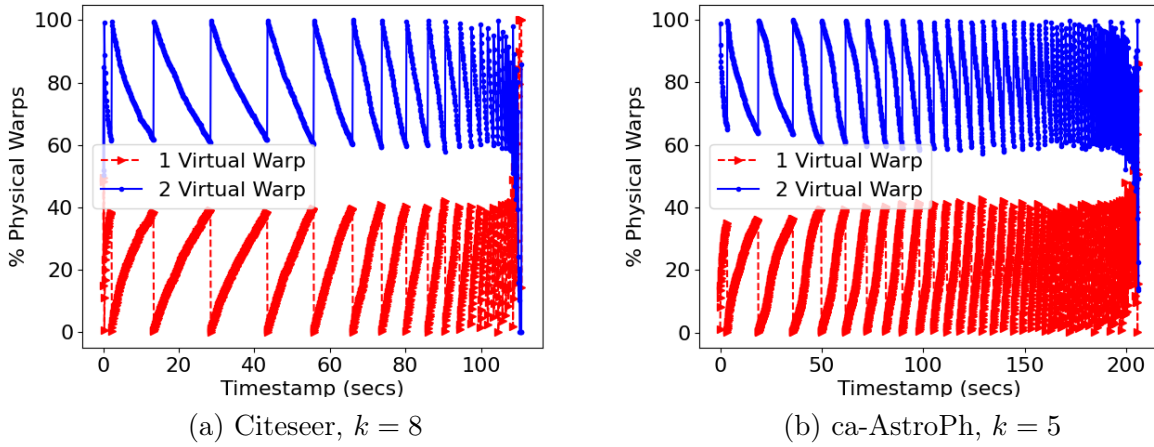 % Physical Warps
100
80
60
40
20
0
1 Virtual Warp
2 Virtual Warp
0 20 40 60 80 100
Timestamp (secs)
(a) Citeseer, k = 8
% Physical Warps
100
80
60
40
20
0
1 Virtual Warp
2 Virtual Warp
0 50 100 150 200
Timestamp (secs)
(b) ca-AstroPh, k = 5